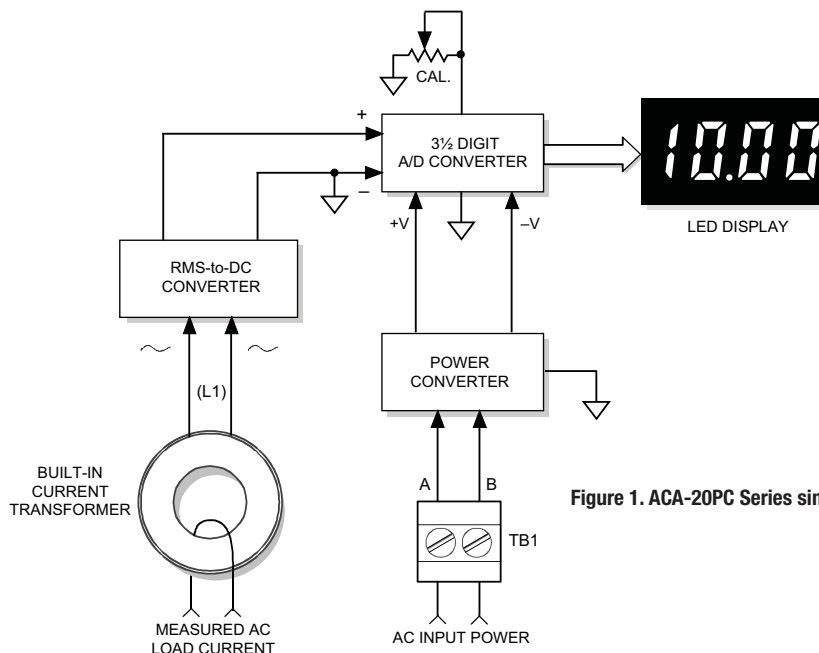 CAL.
+
3½ DIGIT
A/D CONVERTER
–
10.00
LED DISPLAY
+V
–V
RMS-to-DC
CONVERTER
POWER
CONVERTER
(L1)
BUILT-IN
CURRENT
TRANSFORMER
A
B
TB1
Figure 1. ACA-20PC Series sim
MEASURED AC
LOAD CURRENT
AC INPUT POWER